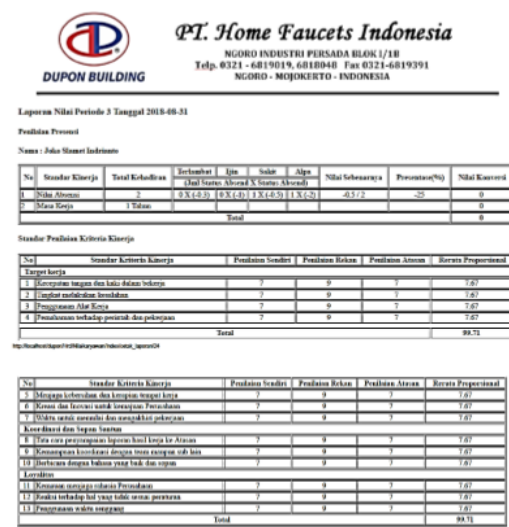 PT. Home Faucets Indonesia
NGORO INDUSTRI PERSADA BLOK I/1B
Telp. 0321 - 6819019, 6818048 Fax 0321-6819391
NGORO - MOJOKERTO - INDONESIA
DUPON BUILDING
Laporan Nilai Periode 3 Tanggal 2018-08-31
Penilaian Presensi
Nama : Joko Slamet
No Standar Kinerja Total Kehadiran Terlambat Ijin Sakit Alpa Nilai Sebenarnya Presentase(%) Nilai Konversi
(Jml Status Absend X Status Absend)
1 Nilai Absensi 2 0 X (-0.3) 0 X (-1) 1 X (-0.5) 1 X (-2) -0.5 / 2 -25 0
2 Masa Kerja 1 Tahun 0
Total 0
Standar Penilaian Kriteria Kinerja
No Standar Kriteria Kinerja Penilaian Sendiri Penilaian Rekan Penilaian Atasan Rerata Proporsional
Target kerja
1 Kecepatan tangan dan kaki dalam bekerja 7 9 7 7.67
2 Tingkat melakukan kesalahan 7 9 7 7.67
3 Penggunaan Alat Kerja 7 9 7 7.67
4 Pemahaman terhadap perintah dan pekerjaan 7 9 7 7.67
Total 99.71
No Standar Kriteria Kinerja Penilaian Sendiri Penilaian Rekan Penilaian Atasan Rerata Proporsional
5 Menjaga kebersihan dan kerapian tempat kerja 7 9 7 7.67
6 Kreasi dan Inovasi untuk kemajuan Perusahaan 7 9 7 7.67
7 Waktu untuk memulai dan mengakhiri pekerjaan 7 9 7 7.67
Koordinasi dan Sopan Santun
8 Tata cara penyampaian laporan hasil kerja ke Atasan 7 9 7 7.67
9 Kemampuan koordinasi dengan team maupun sub lain 7 9 7 7.67
10 Berbicara dengan bahasa yang baik dan sopan 7 9 7 7.67
Loyalitas
11 Kemauan menjaga rahasia Perusahaan 7 9 7 7.67
12 Reaksi terhadap hal yang tidak sesuai peraturan 7 9 7 7.67
13 Penggunaan waktu senggang 7 9 7 7.67
Total 99.71